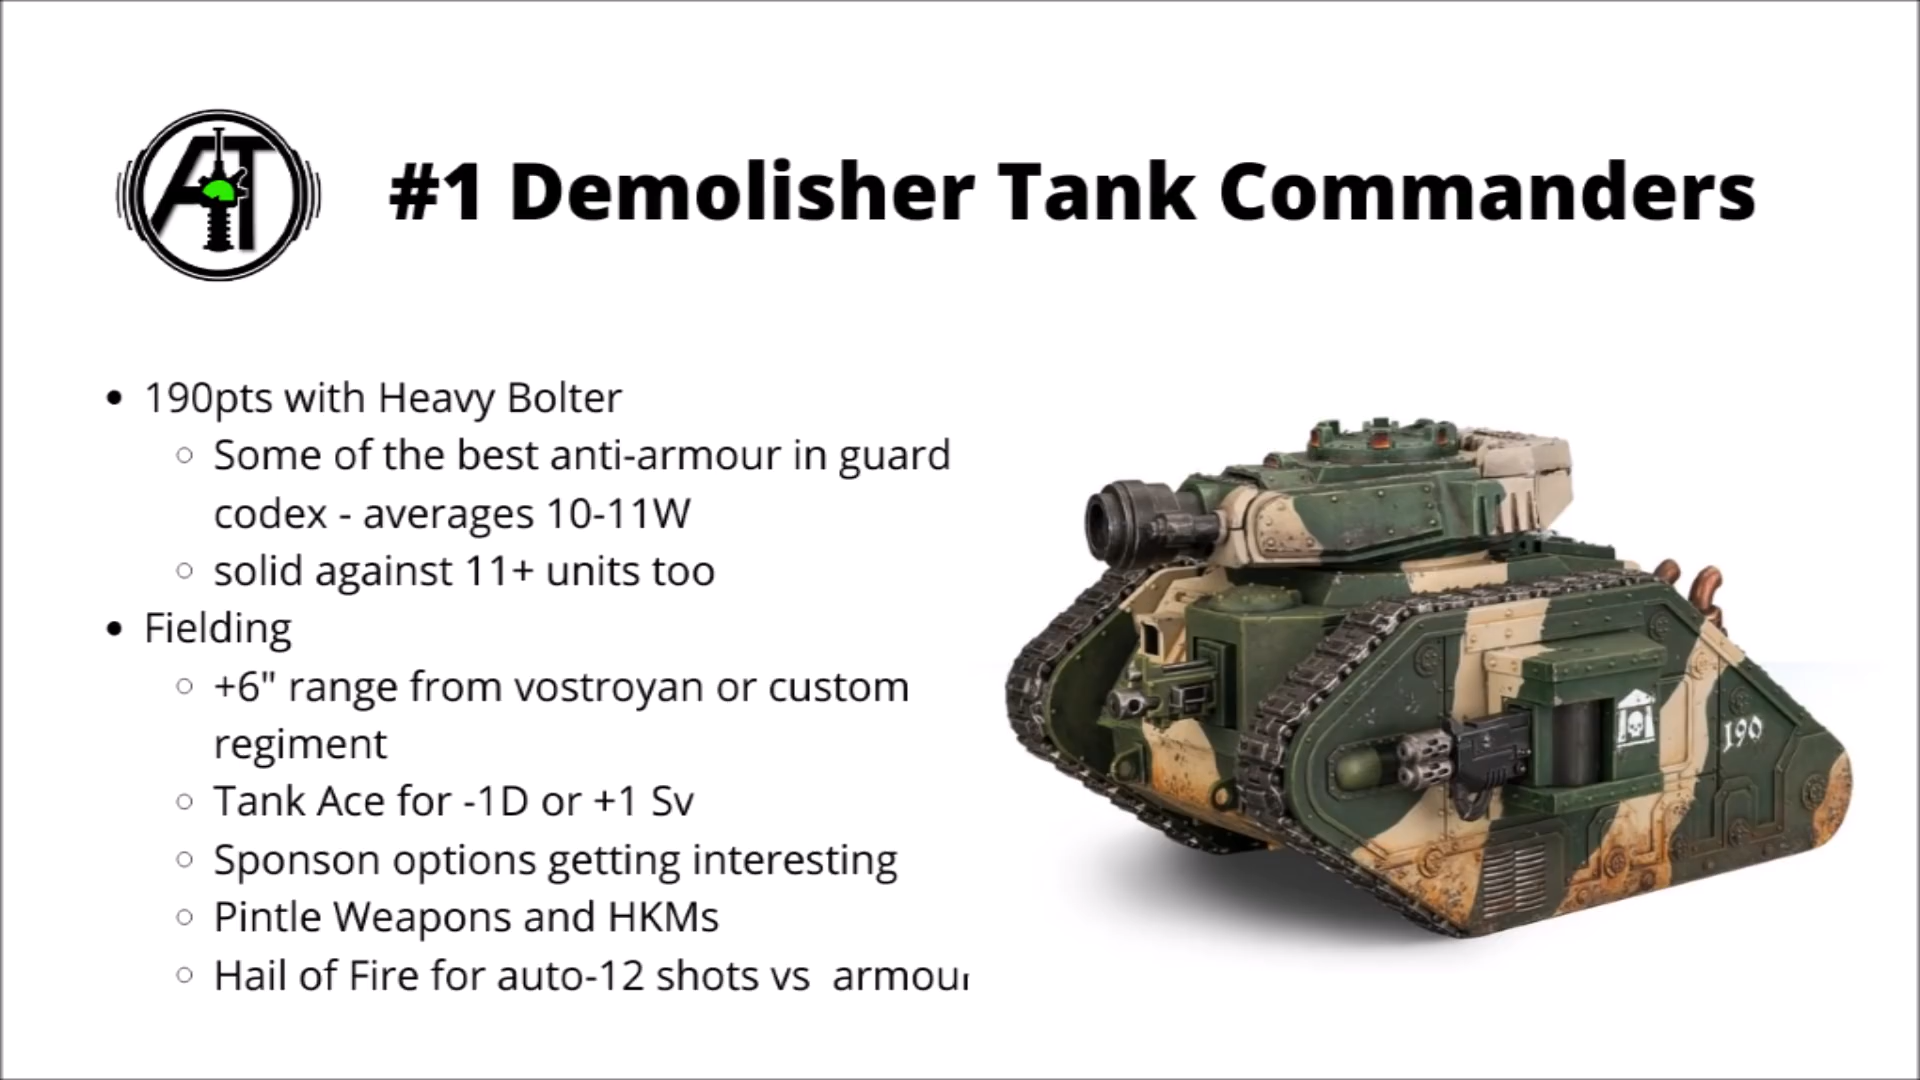 AT
#1 Demolisher Tank Commanders
190pts with Heavy Bolter
Some of the best anti-armour in guard
codex - averages 10-11W
solid against 11+ units too
Fielding
+6" range from vostroyan or custom
regiment
Tank Ace for -1D or +1 Sv
Sponson options getting interesting
Pintle Weapons and HKMs
Hail of Fire for auto-12 shots vs  armour
190